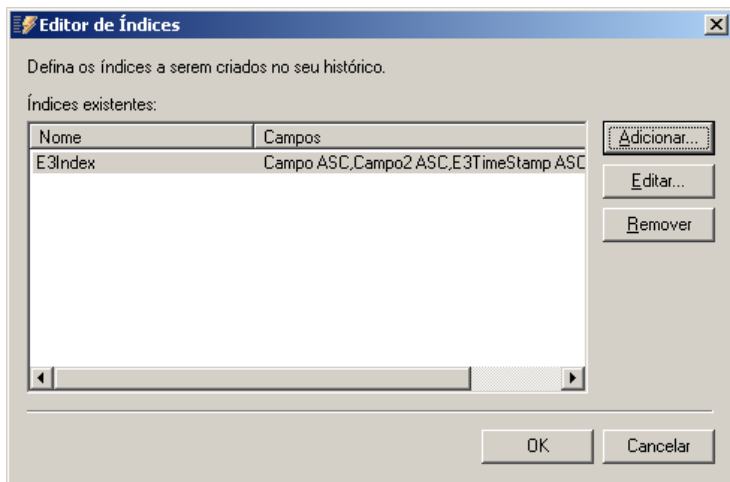 Editor de Índices
Defina os índices a serem criados no seu histórico.
Índices existentes:
Nome Campos
E3Index Campo ASC,Campo2 ASC,E3TimeStamp ASC
Adicionar...
Editar...
Remover
OK Cancelar